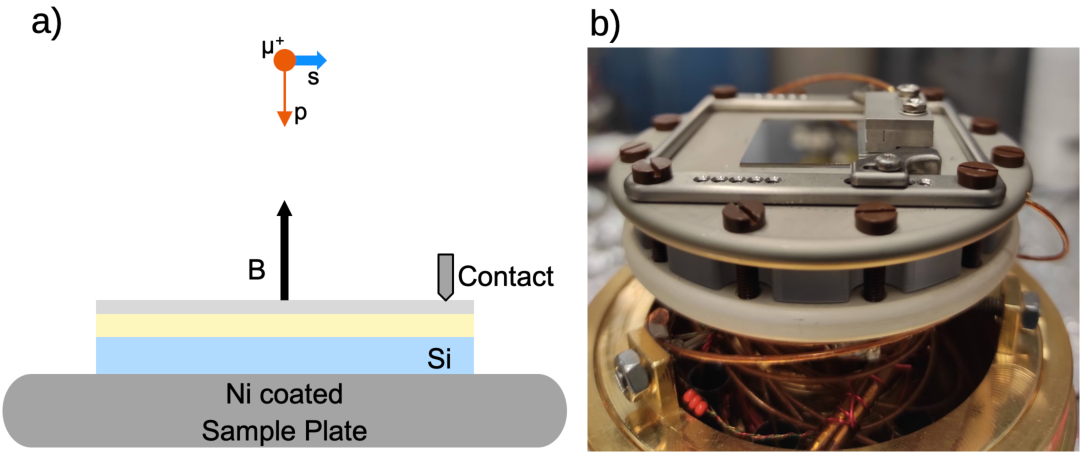 a)
μ⁺
s
p
B
Contact
Si
Ni coated
Sample Plate
b)